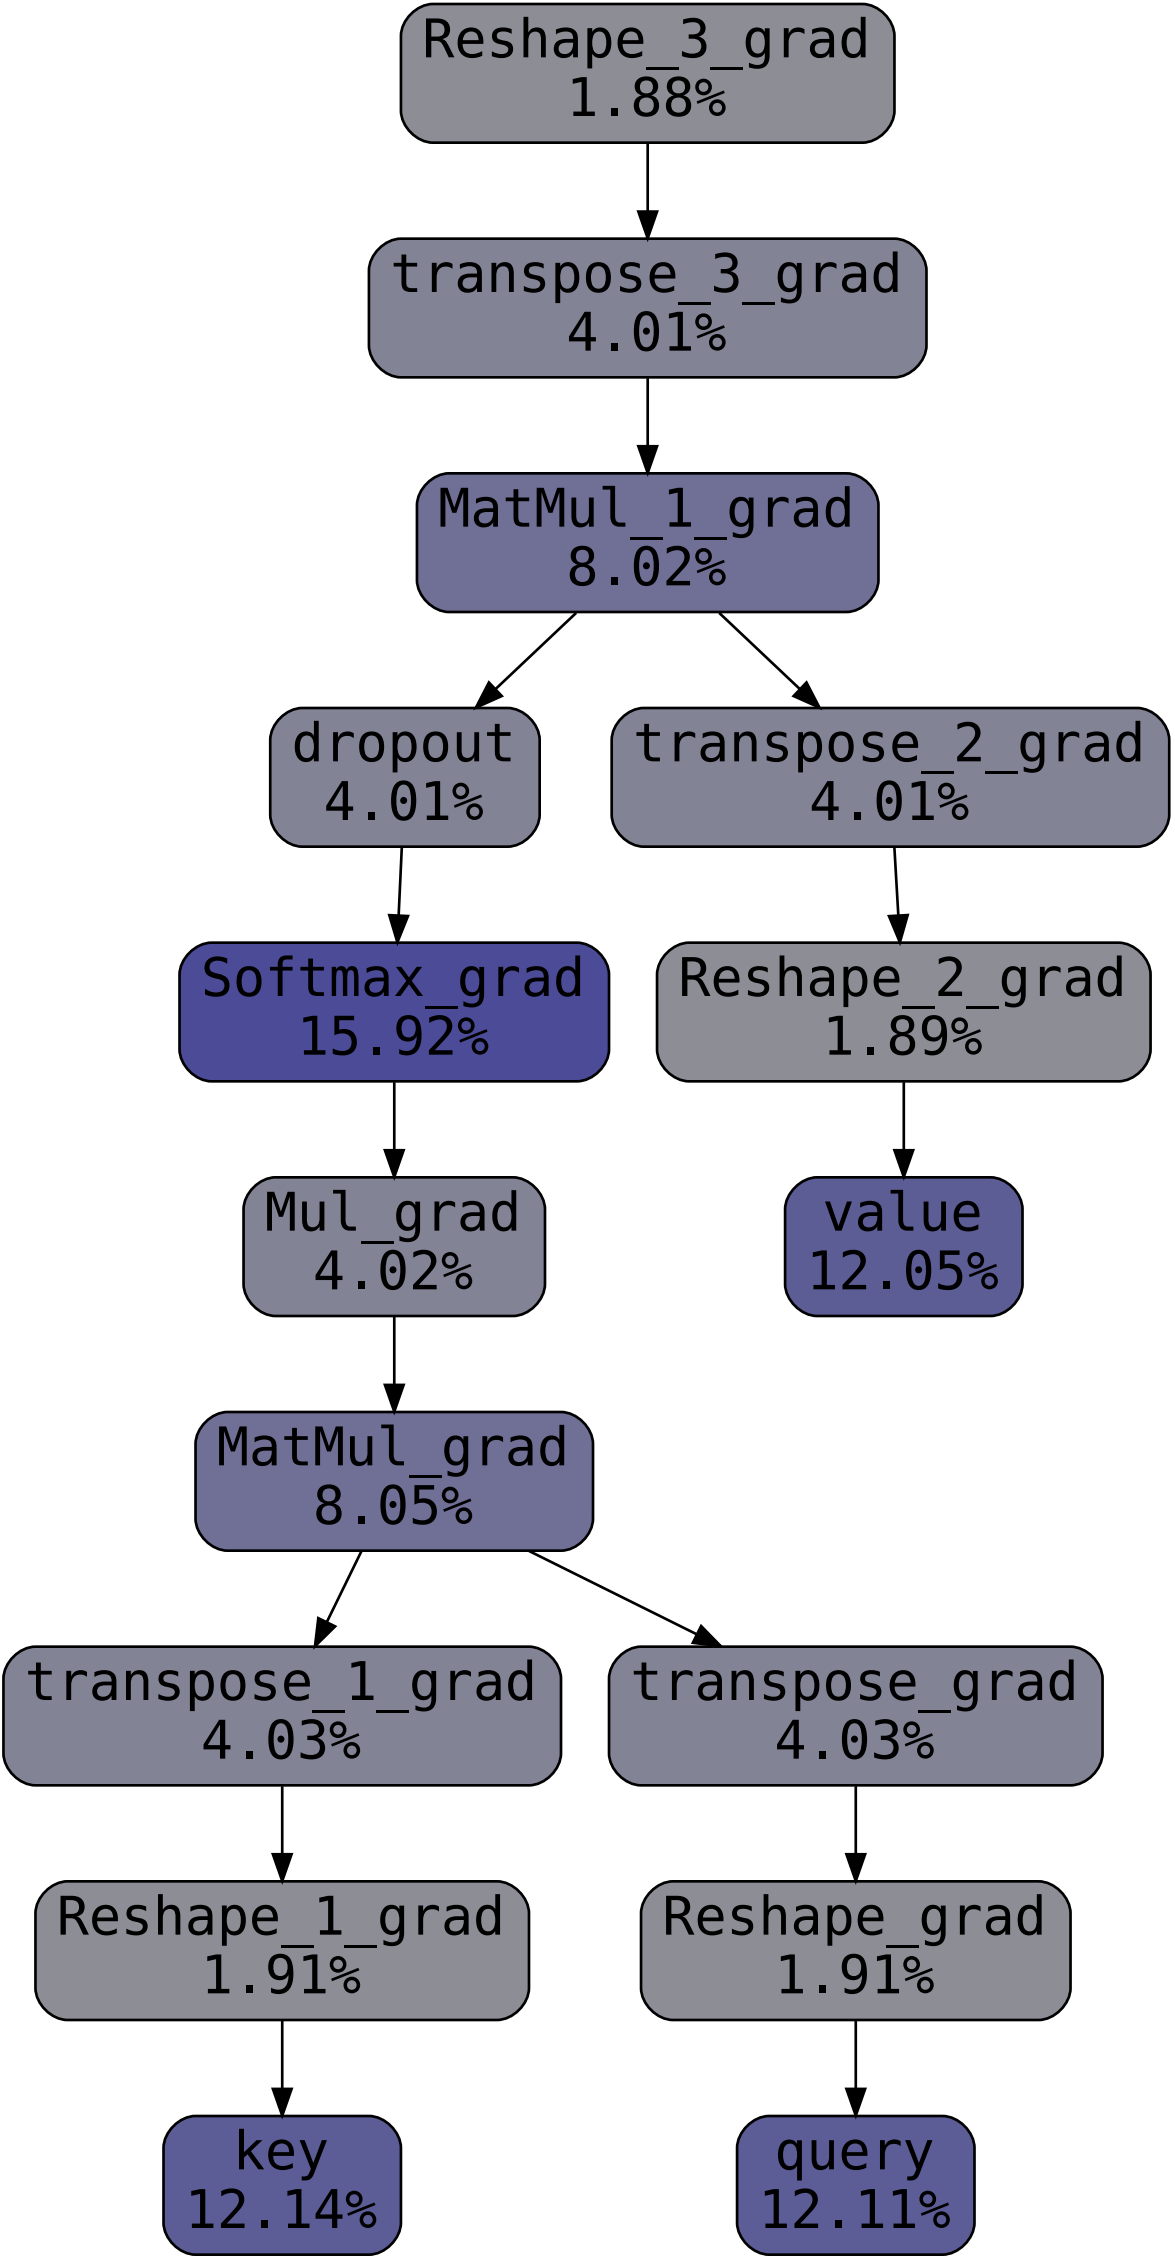 Reshape_3_grad
1.88%
transpose_3_grad
4.01%
MatMul_1_grad
8.02%
dropout
4.01%
transpose_2_grad
4.01%
Softmax_grad
15.92%
Reshape_2_grad
1.89%
Mul_grad
4.02%
value
12.05%
MatMul_grad
8.05%
transpose_1_grad
4.03%
transpose_grad
4.03%
Reshape_1_grad
1.91%
Reshape_grad
1.91%
key
12.14%
query
12.11%